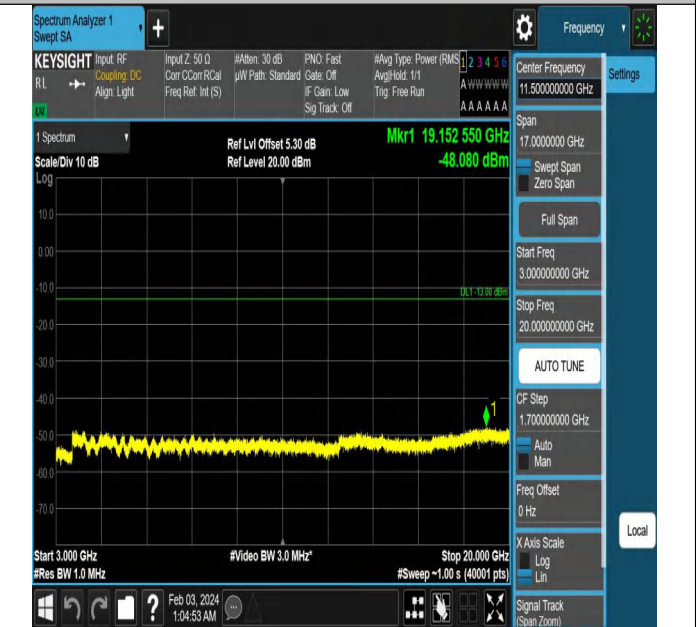 Spectrum Analyzer 1
Swept SA
+
Frequency
KEYSIGHT
RL
Input: RF
Coupling: DC
Align: Light
Input Z: 50 Ω
Corr CCorr RCal
Freq Ref: Int (S)
#Atten: 30 dB
µW Path: Standard
PNO: Fast
Gate: Off
IF Gain: Low
Sig Track: Off
#Avg Type: Power (RMS
Avg|Hold: 1/1
Trig: Free Run
1 2 3 4 5 6
A W W W W W
A A A A A A
1 Spectrum
Scale/Div 10 dB
Log
Ref Lvl Offset 5.30 dB
Ref Level 20.00 dBm
Mkr1 19.152 550 GHz
-48.080 dBm
10.0
0.00
-10.0
-20.0
-30.0
-40.0
-50.0
-60.0
-70.0
DL1 -13.00 dBm
1
Start 3.000 GHz
#Res BW 1.0 MHz
#Video BW 3.0 MHz*
Stop 20.000 GHz
#Sweep ~1.00 s (40001 pts)
Feb 03, 2024
1:04:53 AM
Center Frequency
11.500000000 GHz
Settings
Span
17.0000000 GHz
Swept Span
Zero Span
Full Span
Start Freq
3.000000000 GHz
Stop Freq
20.000000000 GHz
AUTO TUNE
CF Step
1.700000000 GHz
Auto
Man
Freq Offset
0 Hz
X Axis Scale
Log
Lin
Local
Signal Track
(Span Zoom)